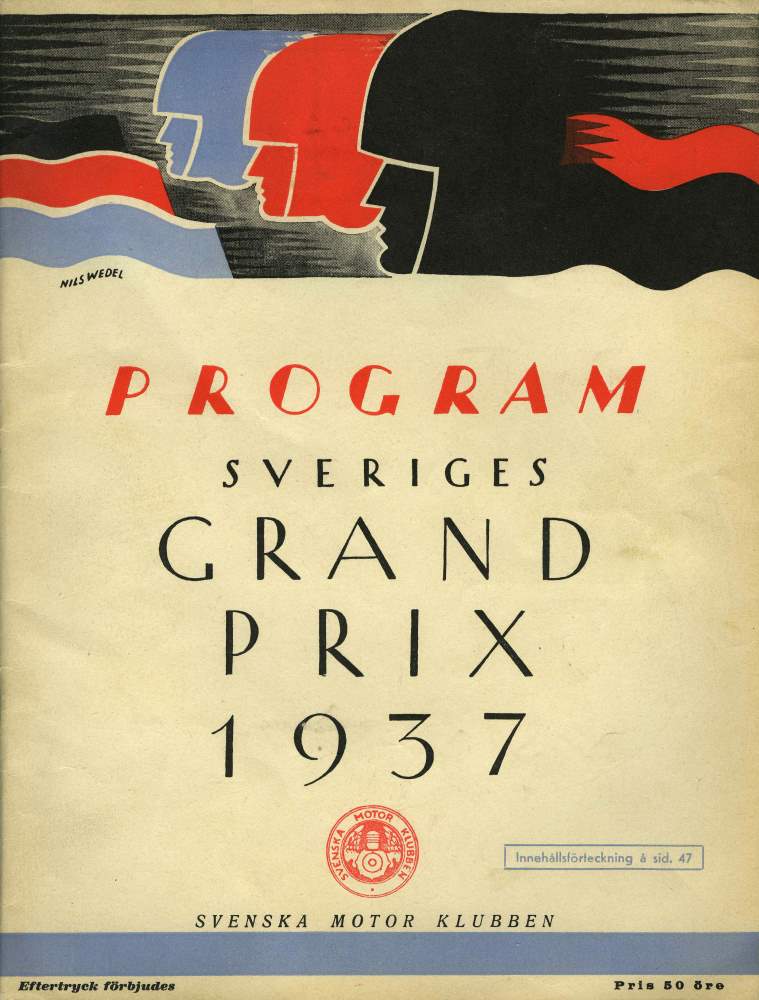 NILS WEDEL
PROGRAM
SVERIGES
GRAND
PRIX
1937
SVENSKA MOTOR KLUBBEN
Innehållsförteckning å sid. 47
SVENSKA MOTOR KLUBBEN
Eftertryck förbjudes
Pris 50 öre